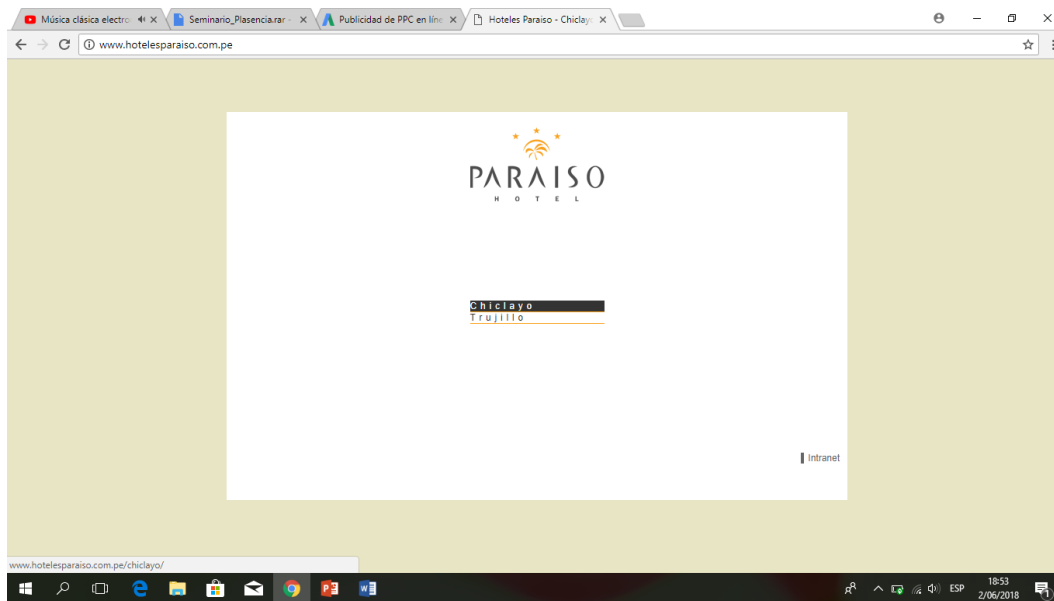 Música clásica electro
Seminario_Plasencia.rar -
Publicidad de PPC en líne
Hoteles Paraiso - Chiclayo
www.hotelesparaiso.com.pe
PARAISO
HOTEL
Chiclayo
Trujillo
Intranet
www.hotelesparaiso.com.pe/chiclayo/
ESP
18:53
2/06/2018